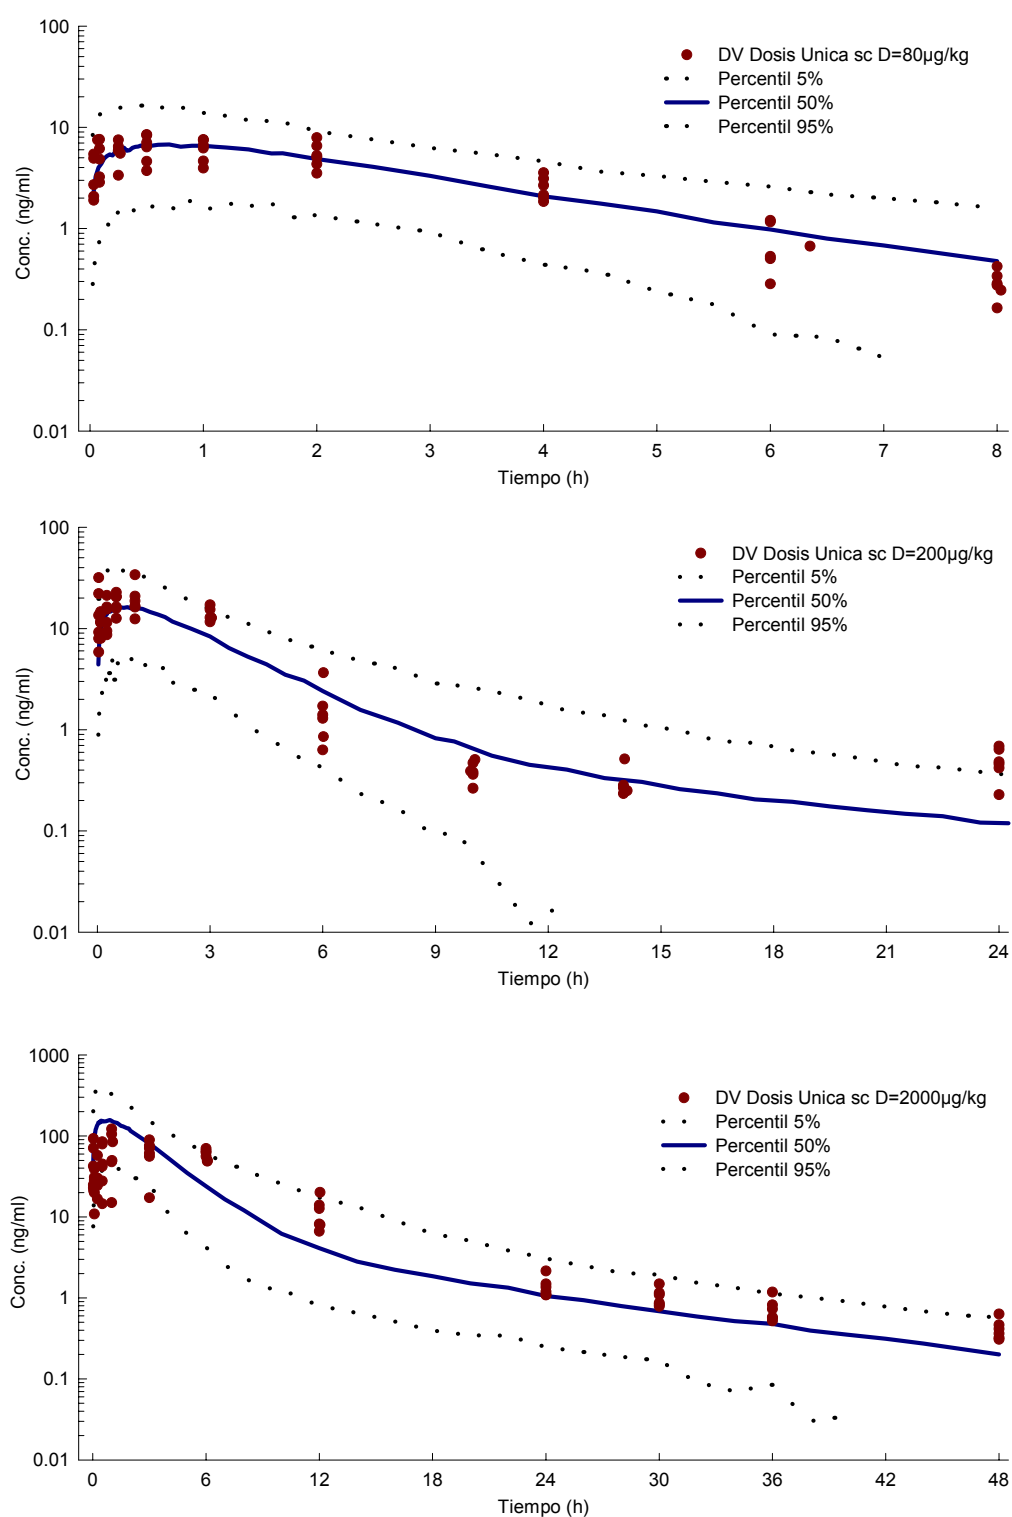 100
10
1
0.1
0.01
Conc. (ng/ml)
DV Dosis Unica sc D=80µg/kg
Percentil 5%
Percentil 50%
Percentil 95%
0 1 2 3 4 5 6 7 8
Tiempo (h)
100
10
1
0.1
0.01
Conc. (ng/ml)
DV Dosis Unica sc D=200µg/kg
Percentil 5%
Percentil 50%
Percentil 95%
0 3 6 9 12 15 18 21 24
Tiempo (h)
1000
100
10
1
0.1
0.01
Conc. (ng/ml)
DV Dosis Unica sc D=2000µg/kg
Percentil 5%
Percentil 50%
Percentil 95%
0 6 12 18 24 30 36 42 48
Tiempo (h)